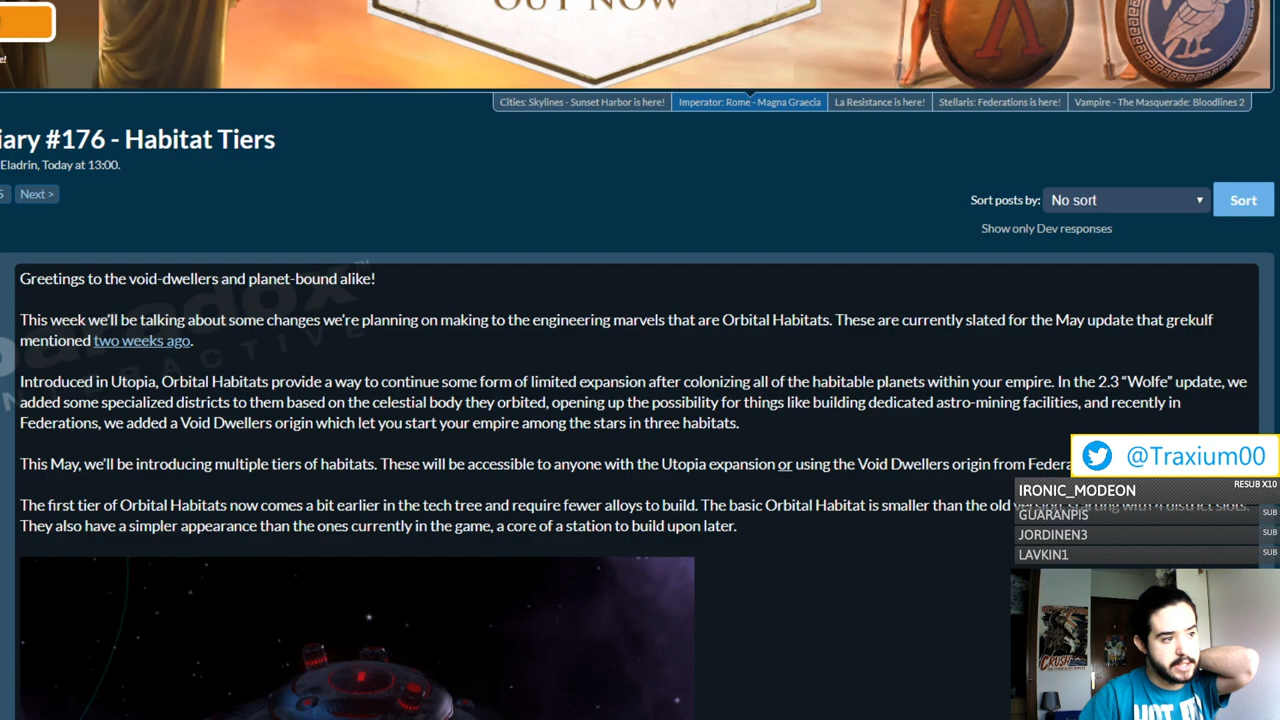 OUT NOW
e!
Cities: Skylines - Sunset Harbor is here! Imperator: Rome - Magna Graecia La Resistance is here! Stellaris: Federations is here! Vampire - The Masquerade: Bloodlines 2
iary #176 - Habitat Tiers
Eladrin, Today at 13:00.
5 Next >
Sort posts by: No sort Sort
Show only Dev responses
Greetings to the void-dwellers and planet-bound alike!
This week we'll be talking about some changes we're planning on making to the engineering marvels that are Orbital Habitats. These are currently slated for the May update that grekulf
mentioned two weeks ago.
Introduced in Utopia, Orbital Habitats provide a way to continue some form of limited expansion after colonizing all of the habitable planets within your empire. In the 2.3 “Wolfe” update, we
added some specialized districts to them based on the celestial body they orbited, opening up the possibility for things like building dedicated astro-mining facilities, and recently in
Federations, we added a Void Dwellers origin which let you start your empire among the stars in three habitats.
This May, we'll be introducing multiple tiers of habitats. These will be accessible to anyone with the Utopia expansion or using the Void Dwellers origin from Federa
The first tier of Orbital Habitats now comes a bit earlier in the tech tree and require fewer alloys to build. The basic Orbital Habitat is smaller than the old version, starting with 4 district slots.
They also have a simpler appearance than the ones currently in the game, a core of a station to build upon later.
@Traxium00
IRONIC_MODEON RESUB X10
GUARANPIS SUB
JORDINEN3 SUB
LAVKIN1 SUB
CRUSH